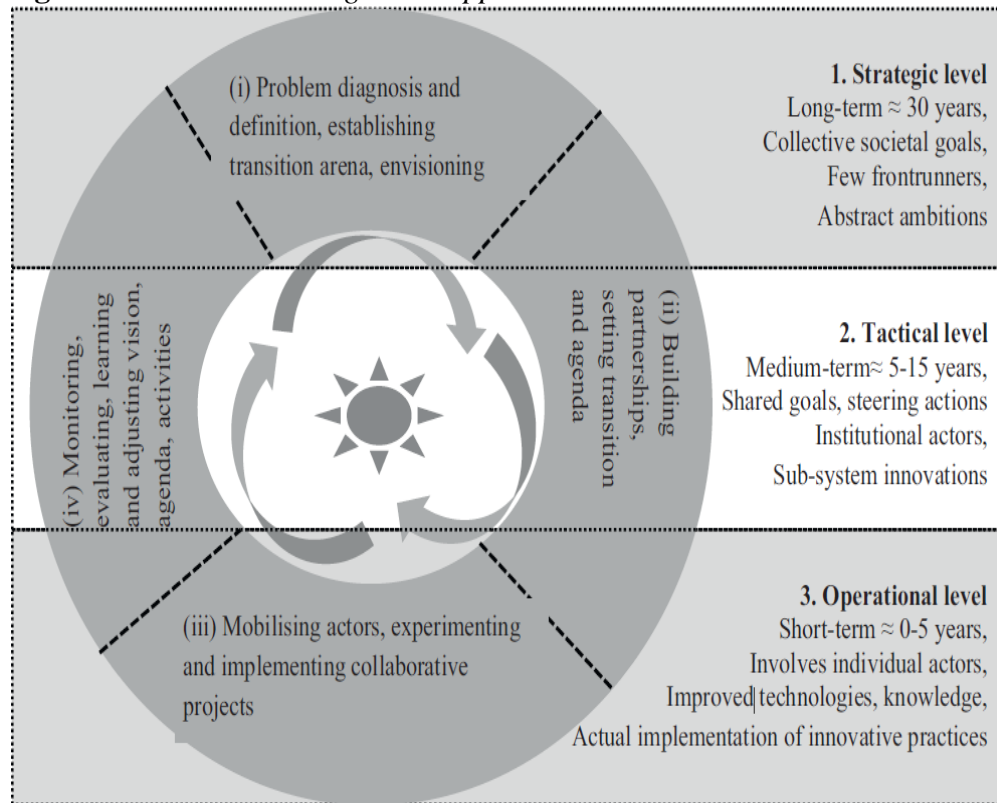 (i) Problem diagnosis and
definition, establishing
transition arena, envisioning
1. Strategic level
Long-term ≈ 30 years,
Collective societal goals,
Few frontrunners,
Abstract ambitions
(ii) Building
partnerships,
setting transition
and agenda
2. Tactical level
Medium-term≈ 5-15 years,
Shared goals, steering actions
Institutional actors,
Sub-system innovations
(iii) Mobilising actors, experimenting
and implementing collaborative
projects
3. Operational level
Short-term ≈ 0-5 years,
Involves individual actors,
Improved technologies, knowledge,
Actual implementation of innovative practices
(iv) Monitoring,
evaluating, learning
and adjusting vision,
agenda, activities